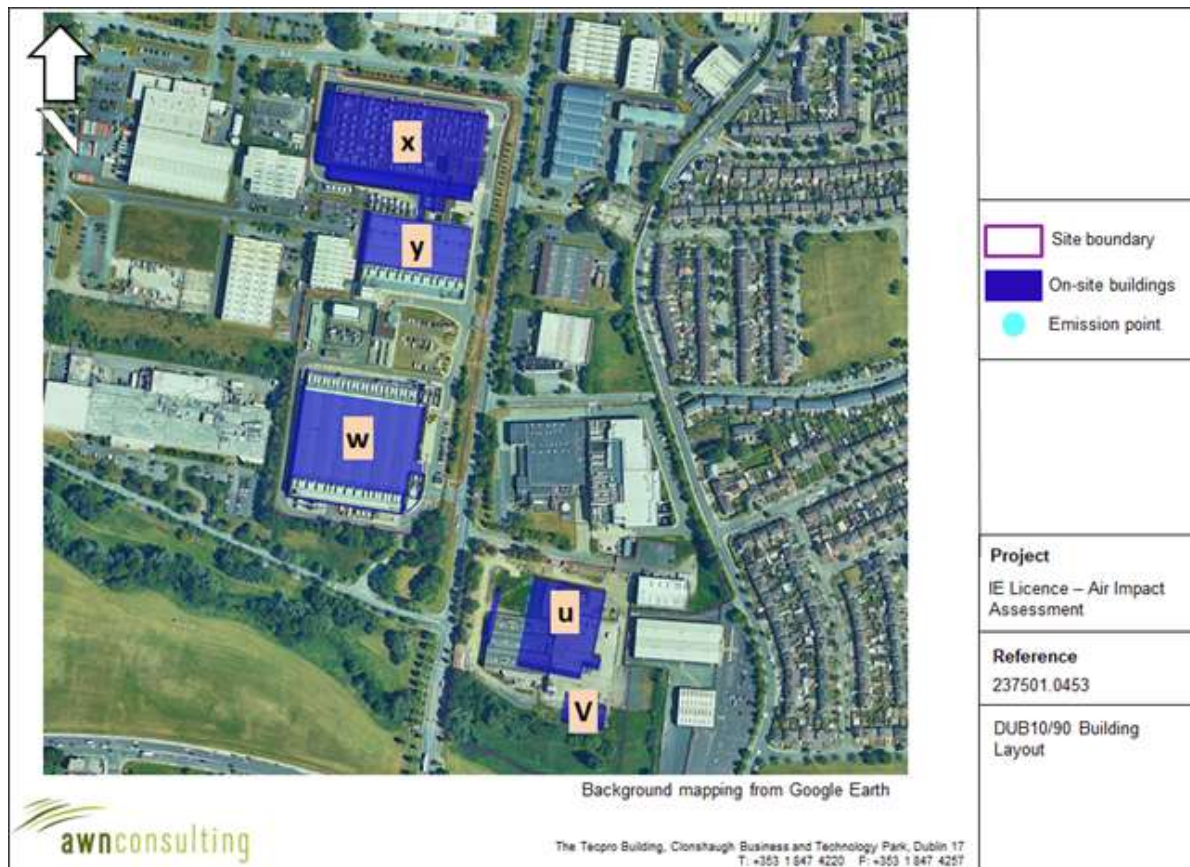 x
y
w
u
V
Site boundary
On-site buildings
Emission point
Project
IE Licence – Air Impact
Assessment
Reference
237501.0453
DUB10/90 Building
Layout
Background mapping from Google Earth
awnconsulting
The Tecpro Building, Clonshaugh Business and Technology Park, Dublin 17
T: +353 1 847 4220 F: +353 1 847 4257